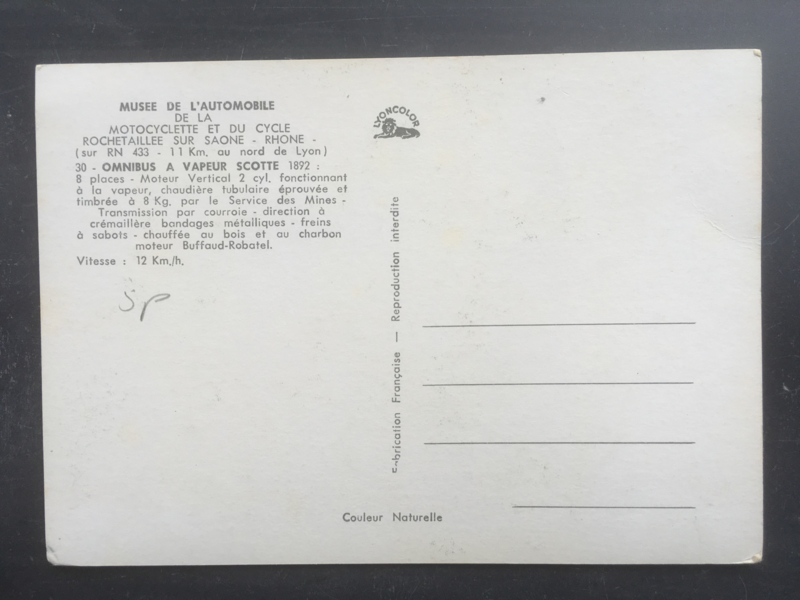 MUSEE DE L'AUTOMOBILE
DE LA
MOTOCYCLETTE ET DU CYCLE
ROCHETAILLEE SUR SAONE - RHONE -
(sur RN 433 - 11 Km. au nord de Lyon)
30 - OMNIBUS A VAPEUR SCOTTE 1892 :
8 places - Moteur Vertical 2 cyl. fonctionnant
à la vapeur, chaudière tubulaire éprouvée et
timbrée à 8 Kg. par le Service des Mines -
Transmission par courroie - direction à
crémaillère bandages métalliques - freins
à sabots - chauffée au bois et au charbon
moteur Buffaud-Robatel.
Vitesse : 12 Km./h.
LYONCOLOR
Française — Reproduction interdite
Couleur Naturelle